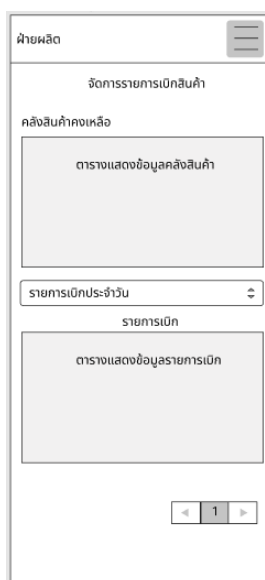 ฝ่ายผลิต
จัดการรายการเบิกสินค้า
คลังสินค้าคงเหลือ
ตารางแสดงข้อมูลคลังสินค้า
รายการเบิกประจำวัน
รายการเบิก
ตารางแสดงข้อมูลรายการเบิก
1